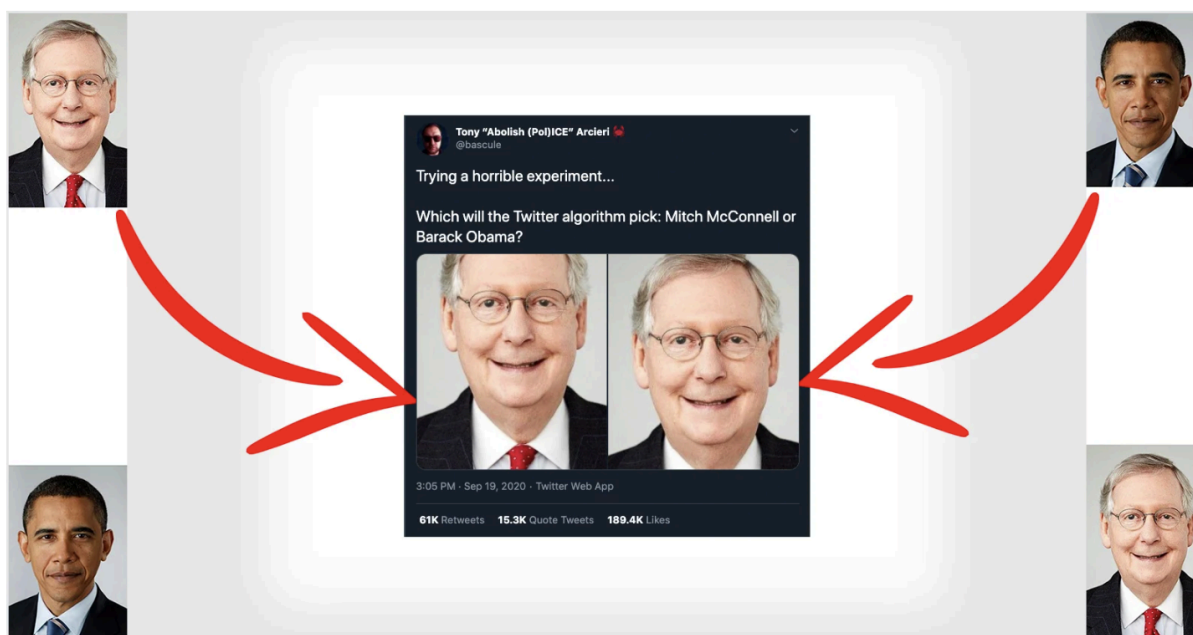 Tony "Abolish (Pol)ICE" Arcieri 🦀
@bascule
Trying a horrible experiment...
Which will the Twitter algorithm pick: Mitch McConnell or
Barack Obama?
3:05 PM · Sep 19, 2020 · Twitter Web App
61K Retweets 15.3K Quote Tweets 189.4K Likes